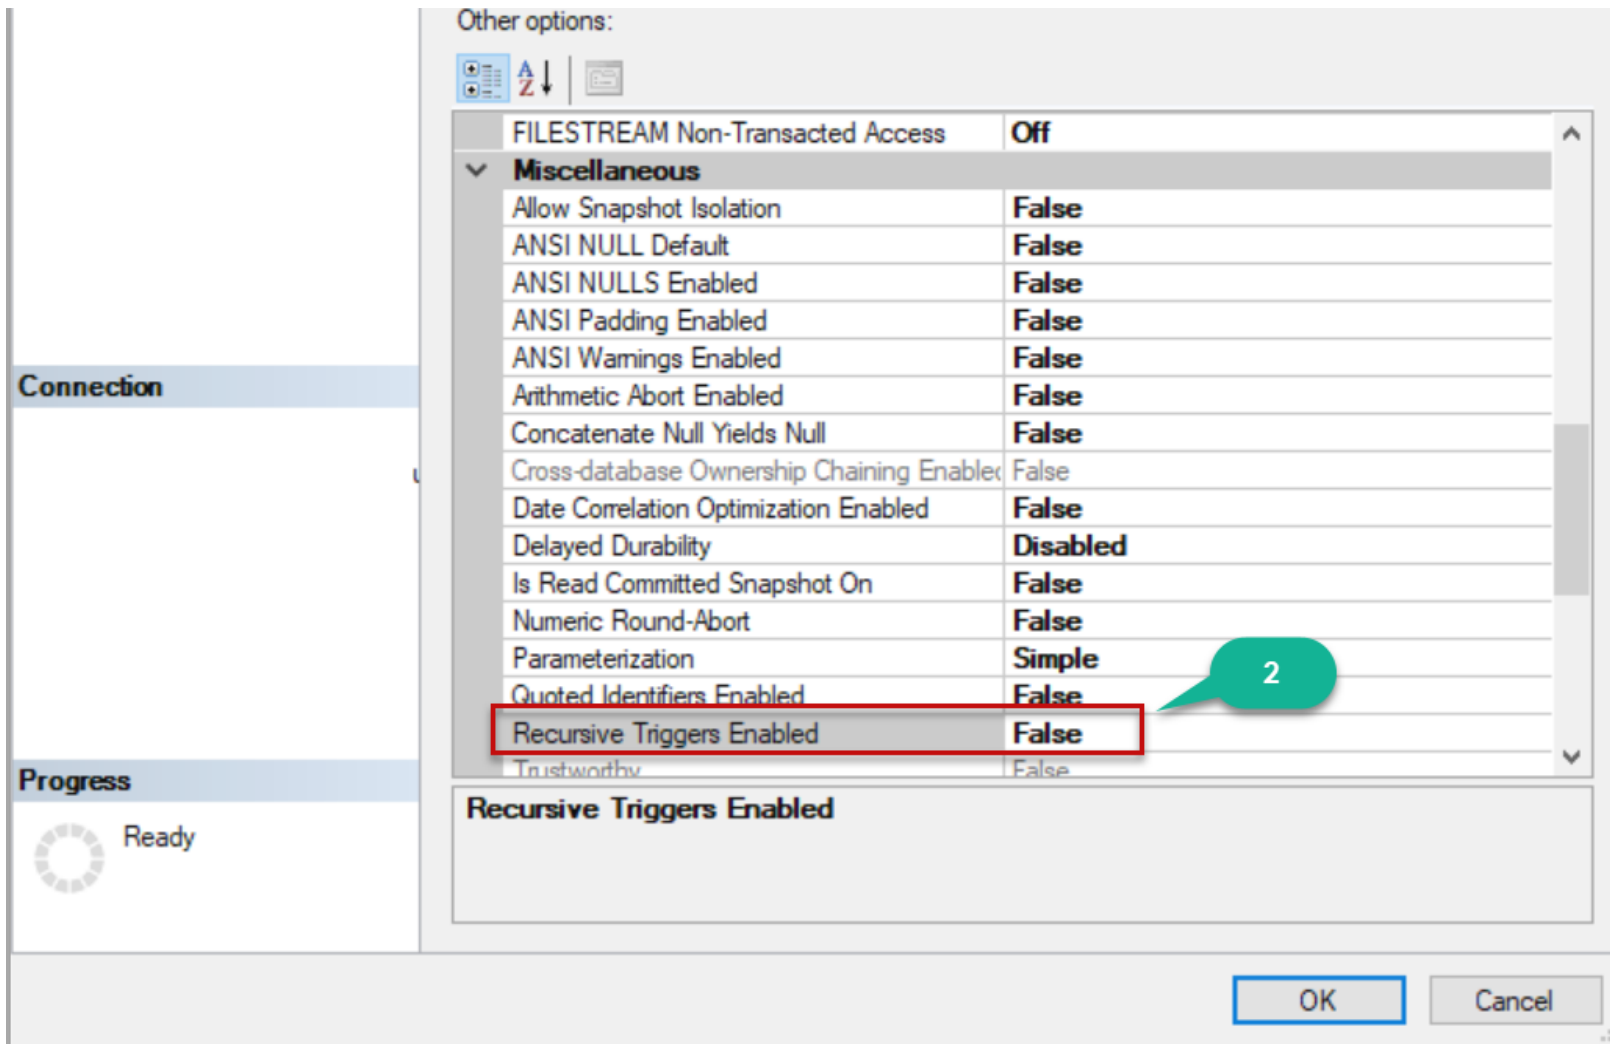 Other options:
FILESTREAM Non-Transacted Access Off
Miscellaneous
Allow Snapshot Isolation False
ANSI NULL Default False
ANSI NULLS Enabled False
ANSI Padding Enabled False
ANSI Warnings Enabled False
Connection
Arithmetic Abort Enabled False
Concatenate Null Yields Null False
Cross-database Ownership Chaining Enabled False
Date Correlation Optimization Enabled False
Delayed Durability Disabled
Is Read Committed Snapshot On False
Numeric Round-Abort False
Parameterization Simple
2
Quoted Identifiers Enabled False
Recursive Triggers Enabled False
Trustworthy False
Progress
Recursive Triggers Enabled
Ready
OK Cancel